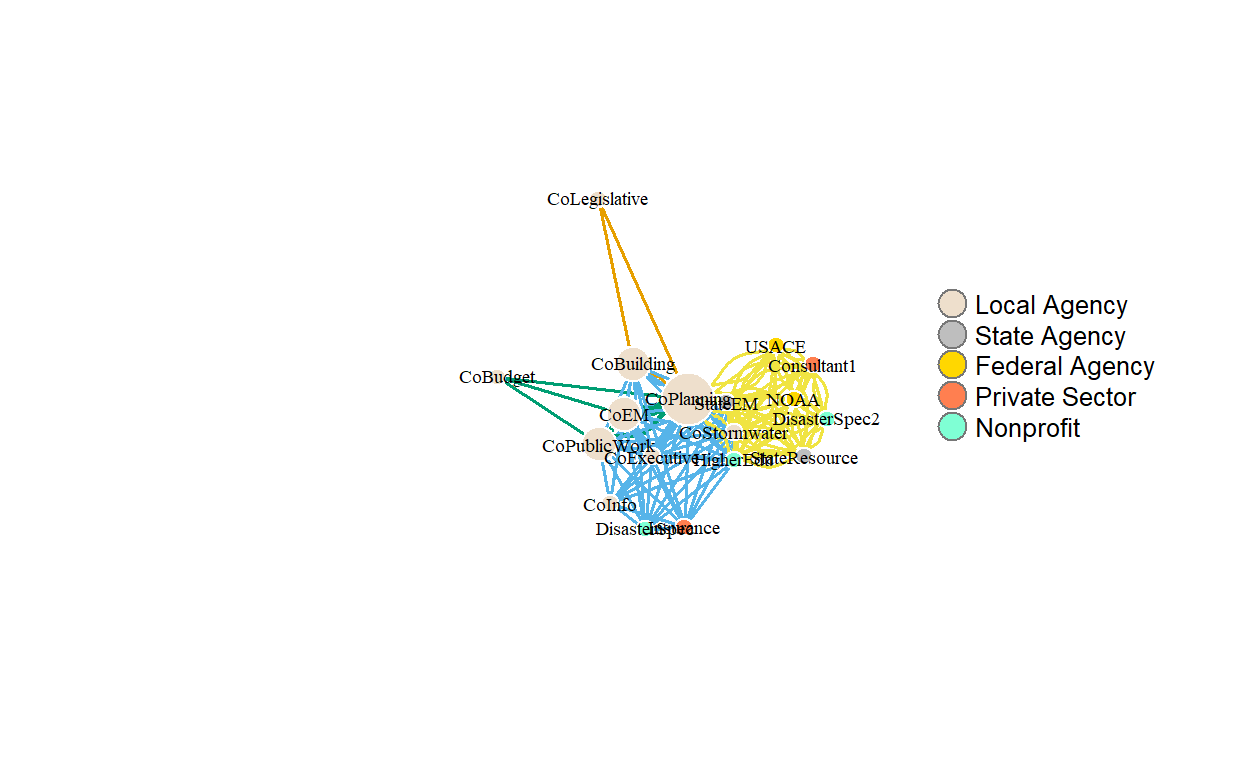 CoLegislative
USACE
CoBuilding
Consultant1
CoBudget
CoPlanning
StateEM
NOAA
CoEM
DisasterSpec2
CoStormwater
CoPublicWork
CoExecutive
HigherEdu
StateResource
CoInfo
DisasterSpec
Insurance
Local Agency
State Agency
Federal Agency
Private Sector
Nonprofit